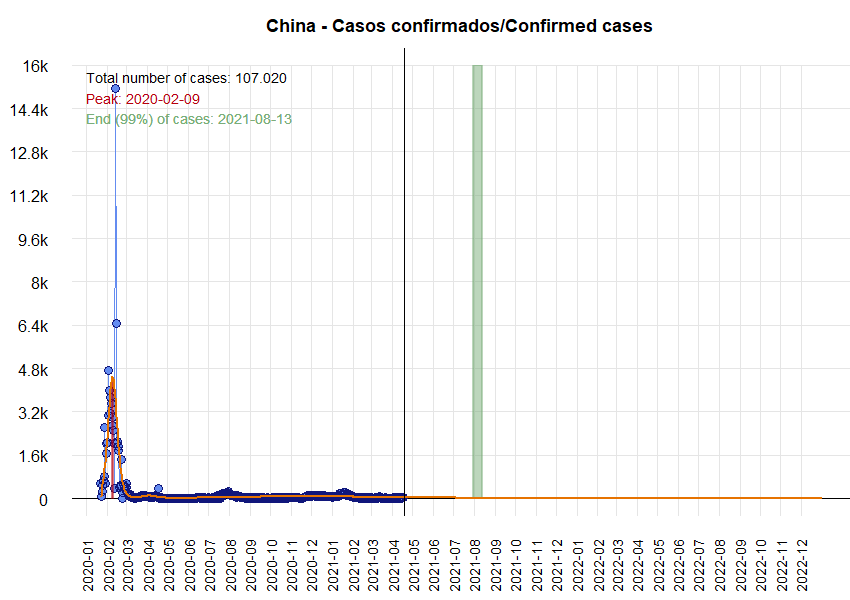 China - Casos confirmados/Confirmed cases
16k
14.4k
12.8k
11.2k
9.6k
8k
6.4k
4.8k
3.2k
1.6k
0
Total number of cases: 107.020
Peak: 2020-02-09
End (99%) of cases: 2021-08-13
2020-01
2020-02
2020-03
2020-04
2020-05
2020-06
2020-07
2020-08
2020-09
2020-10
2020-12
2021-01
2021-02
2021-03
2021-04
2021-05
2021-06
2021-07
2021-08
2021-09
2021-10
2021-11
2021-12
2022-01
2022-02
2022-03
2022-04
2022-05
2022-06
2022-07
2022-08
2022-09
2022-10
2022-11
2022-12